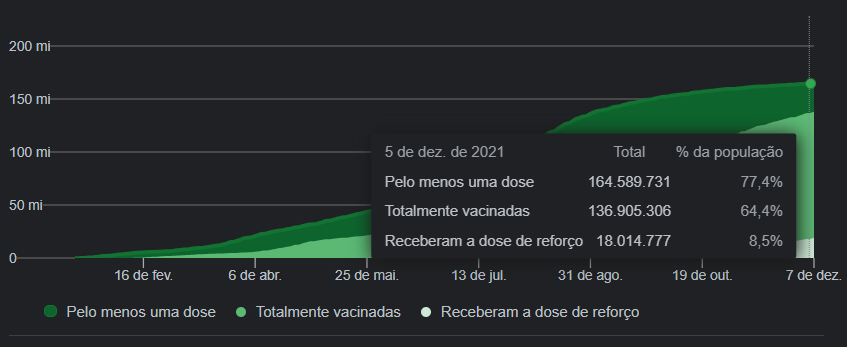 200 mi
150 mi
100 mi
50 mi
0
5 de dez. de 2021 Total % da população
Pelo menos uma dose 164.589.731 77,4%
Totalmente vacinadas 136.905.306 64,4%
Receberam a dose de reforço 18.014.777 8,5%
16 de fev. 6 de abr. 25 de mai. 13 de jul. 31 de ago. 19 de out. 7 de dez.
Pelo menos uma dose Totalmente vacinadas Receberam a dose de reforço